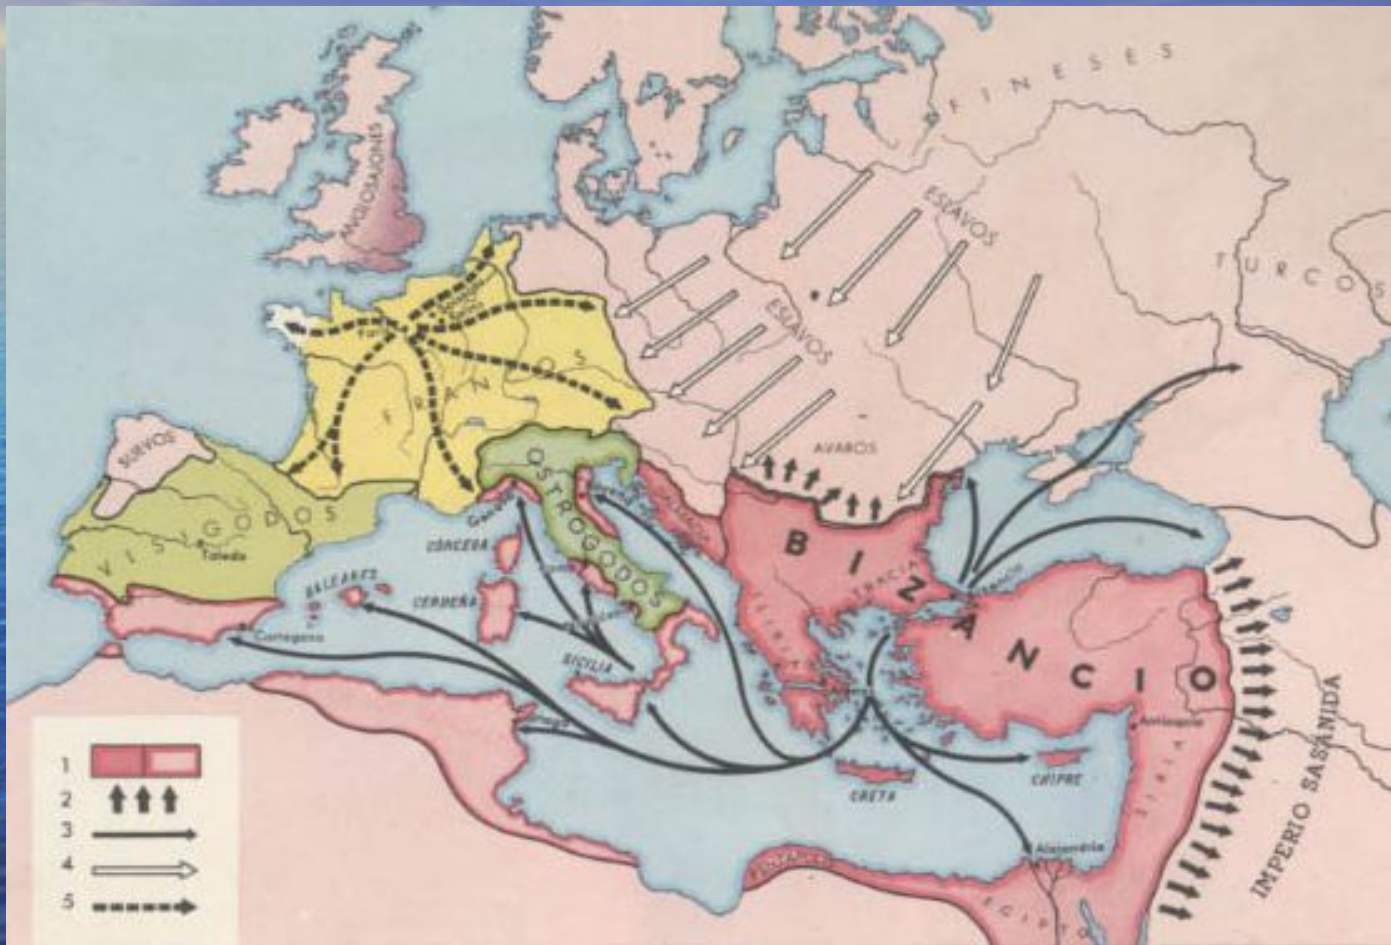 FINESES
ESLAVOS
TURCOS
ANGLOSAJONES
ESLAVOS
FRANCOS
AVAROS
SUEVOS
OSTROGODOS
VISIGODOS
Toledo
CÓRCEGA
CERDEÑA
BALEARES
Cartagena
SICILIA
BIZANCIO
TRACIA
CRETA
CHIPRE
Antioquía
SIRIA
Alejandría
EGIPTO
IMPERIO SASÁNIDA
1
2
3
4
5